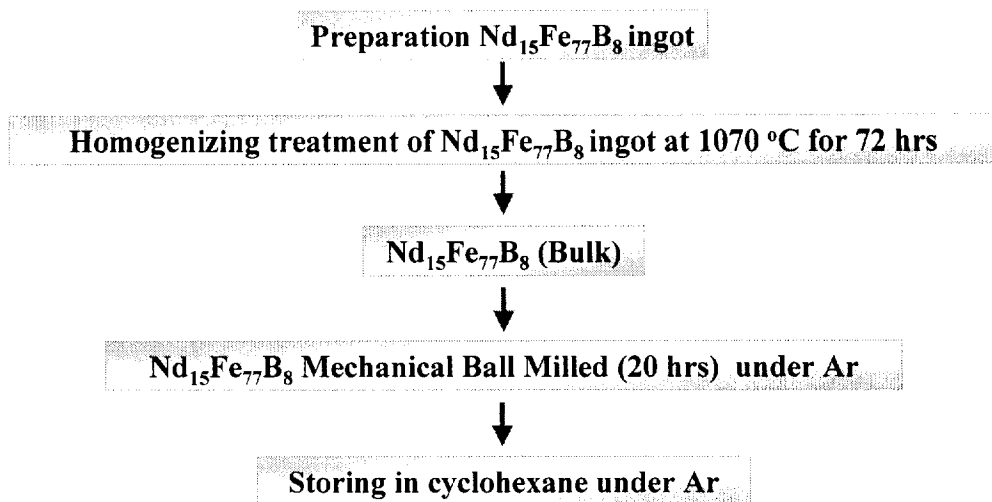 Preparation Nd₁₅Fe₇₇B₈ ingot
Homogenizing treatment of Nd₁₅Fe₇₇B₈ ingot at 1070 °C for 72 hrs
Nd₁₅Fe₇₇B₈ (Bulk)
Nd₁₅Fe₇₇B₈ Mechanical Ball Milled (20 hrs) under Ar
Storing in cyclohexane under Ar